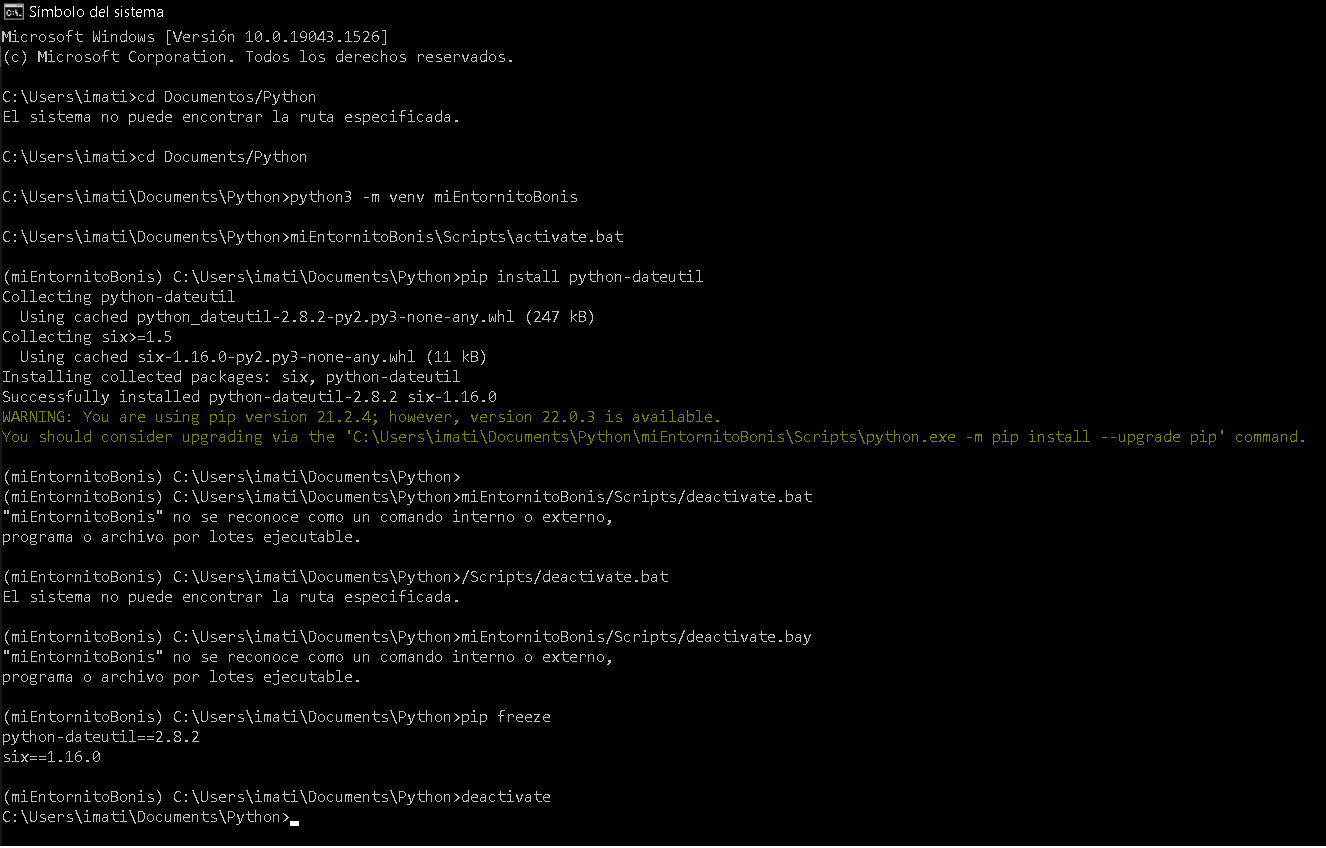 Símbolo del sistema
Microsoft Windows [Versión 10.0.19043.1526]
(c) Microsoft Corporation. Todos los derechos reservados.
C:\Users\imati>cd Documentos/Python
El sistema no puede encontrar la ruta especificada.
C:\Users\imati>cd Documents/Python
C:\Users\imati\Documents\Python>python3 -m venv miEntornitoBonis
C:\Users\imati\Documents\Python>miEntornitoBonis\Scripts\activate.bat
(miEntornitoBonis) C:\Users\imati\Documents\Python>pip install python-dateutil
Collecting python-dateutil
  Using cached python_dateutil-2.8.2-py2.py3-none-any.whl (247 kB)
Collecting six>=1.5
  Using cached six-1.16.0-py2.py3-none-any.whl (11 kB)
Installing collected packages: six, python-dateutil
Successfully installed python-dateutil-2.8.2 six-1.16.0
WARNING: You are using pip version 21.2.4; however, version 22.0.3 is available.
You should consider upgrading via the 'C:\Users\imati\Documents\Python\miEntornitoBonis\Scripts\python.exe -m pip install --upgrade pip' command.
(miEntornitoBonis) C:\Users\imati\Documents\Python>
(miEntornitoBonis) C:\Users\imati\Documents\Python>miEntornitoBonis/Scripts/deactivate.bat
"miEntornitoBonis" no se reconoce como un comando interno o externo,
programa o archivo por lotes ejecutable.
(miEntornitoBonis) C:\Users\imati\Documents\Python>/Scripts/deactivate.bat
El sistema no puede encontrar la ruta especificada.
(miEntornitoBonis) C:\Users\imati\Documents\Python>miEntornitoBonis/Scripts/deactivate.bay
"miEntornitoBonis" no se reconoce como un comando interno o externo,
programa o archivo por lotes ejecutable.
(miEntornitoBonis) C:\Users\imati\Documents\Python>pip freeze
python-dateutil==2.8.2
six==1.16.0
(miEntornitoBonis) C:\Users\imati\Documents\Python>deactivate
C:\Users\imati\Documents\Python>